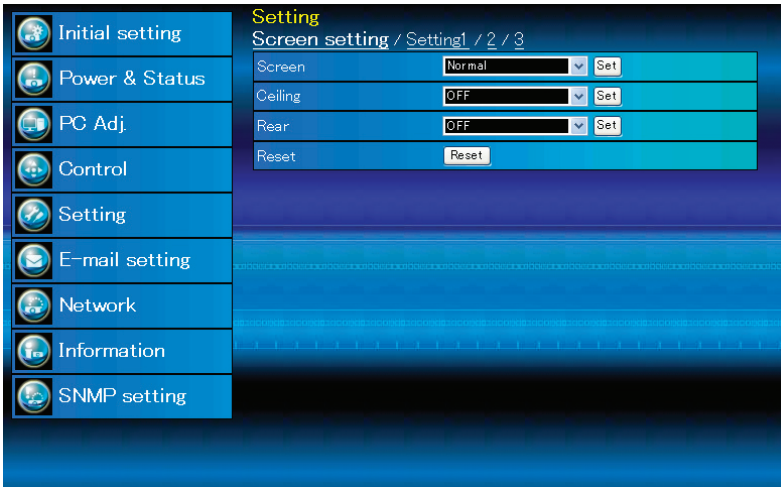 Initial setting
Power & Status
PC Adj.
Control
Setting
E-mail setting
Network
Information
SNMP setting
Setting
Screen setting / Setting1 / 2 / 3
Screen Normal Set
Ceiling OFF Set
Rear OFF Set
Reset Reset